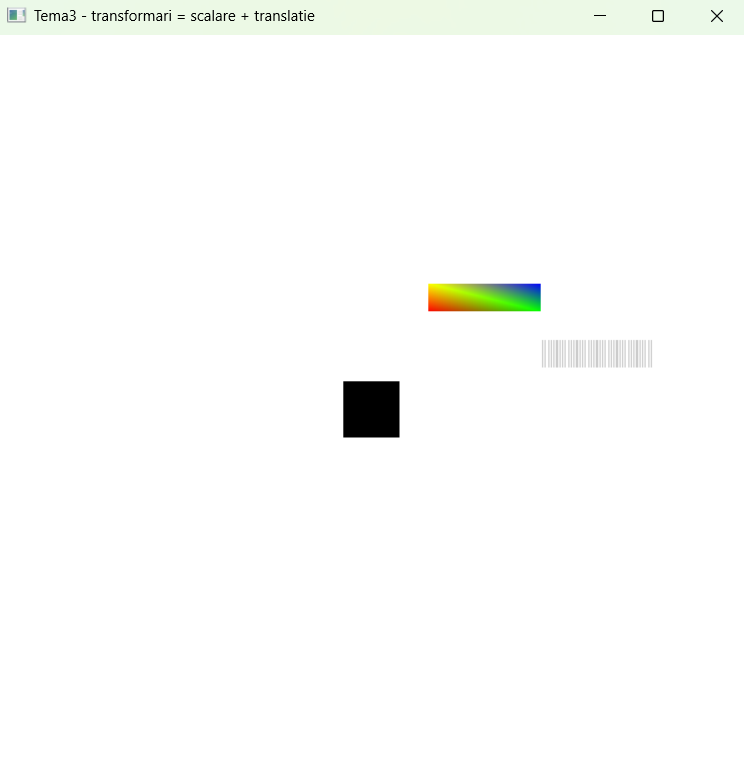 Tema3 - transformari = scalare + translatie